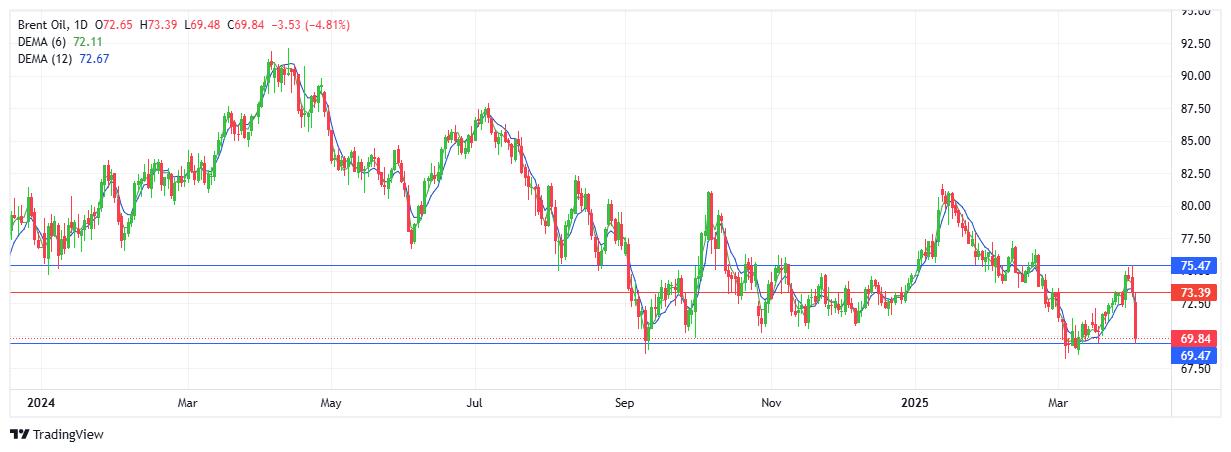 Brent Oil, 1D O72.65 H73.39 L69.48 C69.84 −3.53 (−4.81%)
DEMA (6) 72.11
DEMA (12) 72.67
95.00
92.50
90.00
87.50
85.00
82.50
80.00
77.50
75.47
73.39
72.50
69.84
69.47
67.50
2024 Mar May Jul Sep Nov 2025 Mar
TradingView